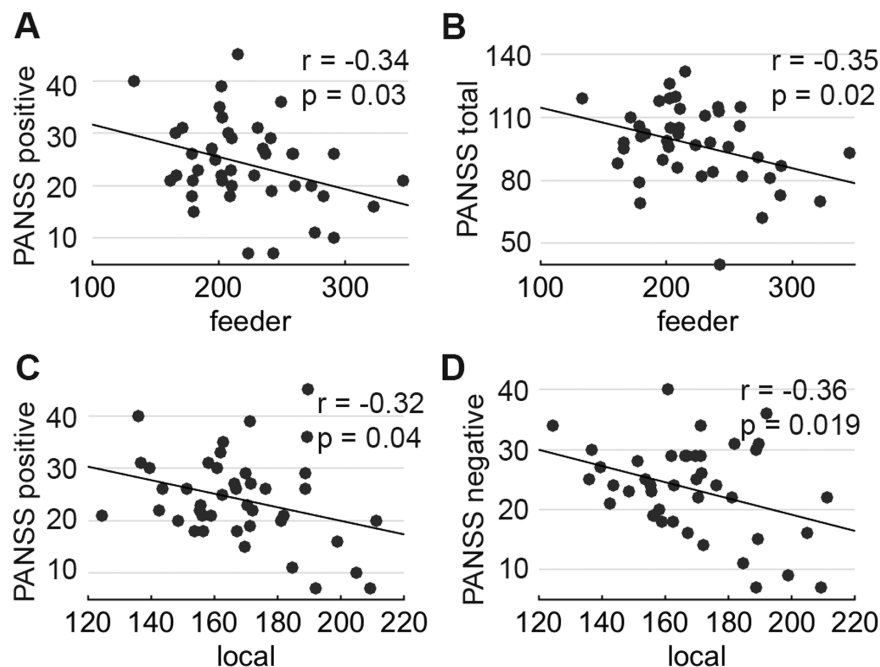 A
PANSS positive
40
30
20
10
r = -0.34
p = 0.03
100 200 300
feeder
B
PANSS total
140
110
80
50
r = -0.35
p = 0.02
100 200 300
feeder
C
PANSS positive
40
30
20
10
r = -0.32
p = 0.04
120 140 160 180 200 220
local
D
PANSS negative
40
30
20
10
r = -0.36
p = 0.019
120 140 160 180 200 220
local